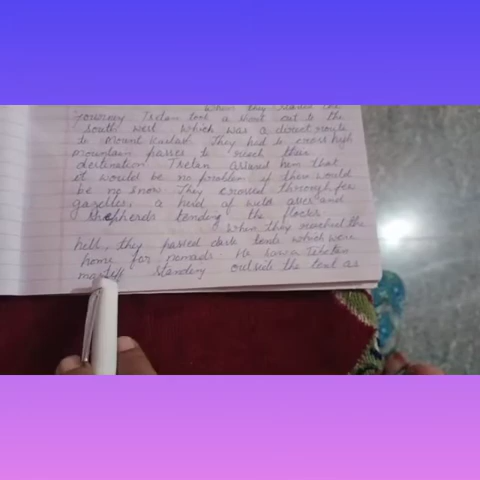 When they started the
Journey Tsetan took a short cut to the
south west which was a direct route
to Mount Kailash. They had to cross high
mountain passes to reach their
destination Tsetan assured him that
it would be no problem if there would
be no snow They crossed through few
gazelles, a herd of wild asses and
shepherds tending the flocks.
When they reached the
hell, they passed dark tents which were
home for nomads. He saw a Tibetan
mastiff standing outside the tent as